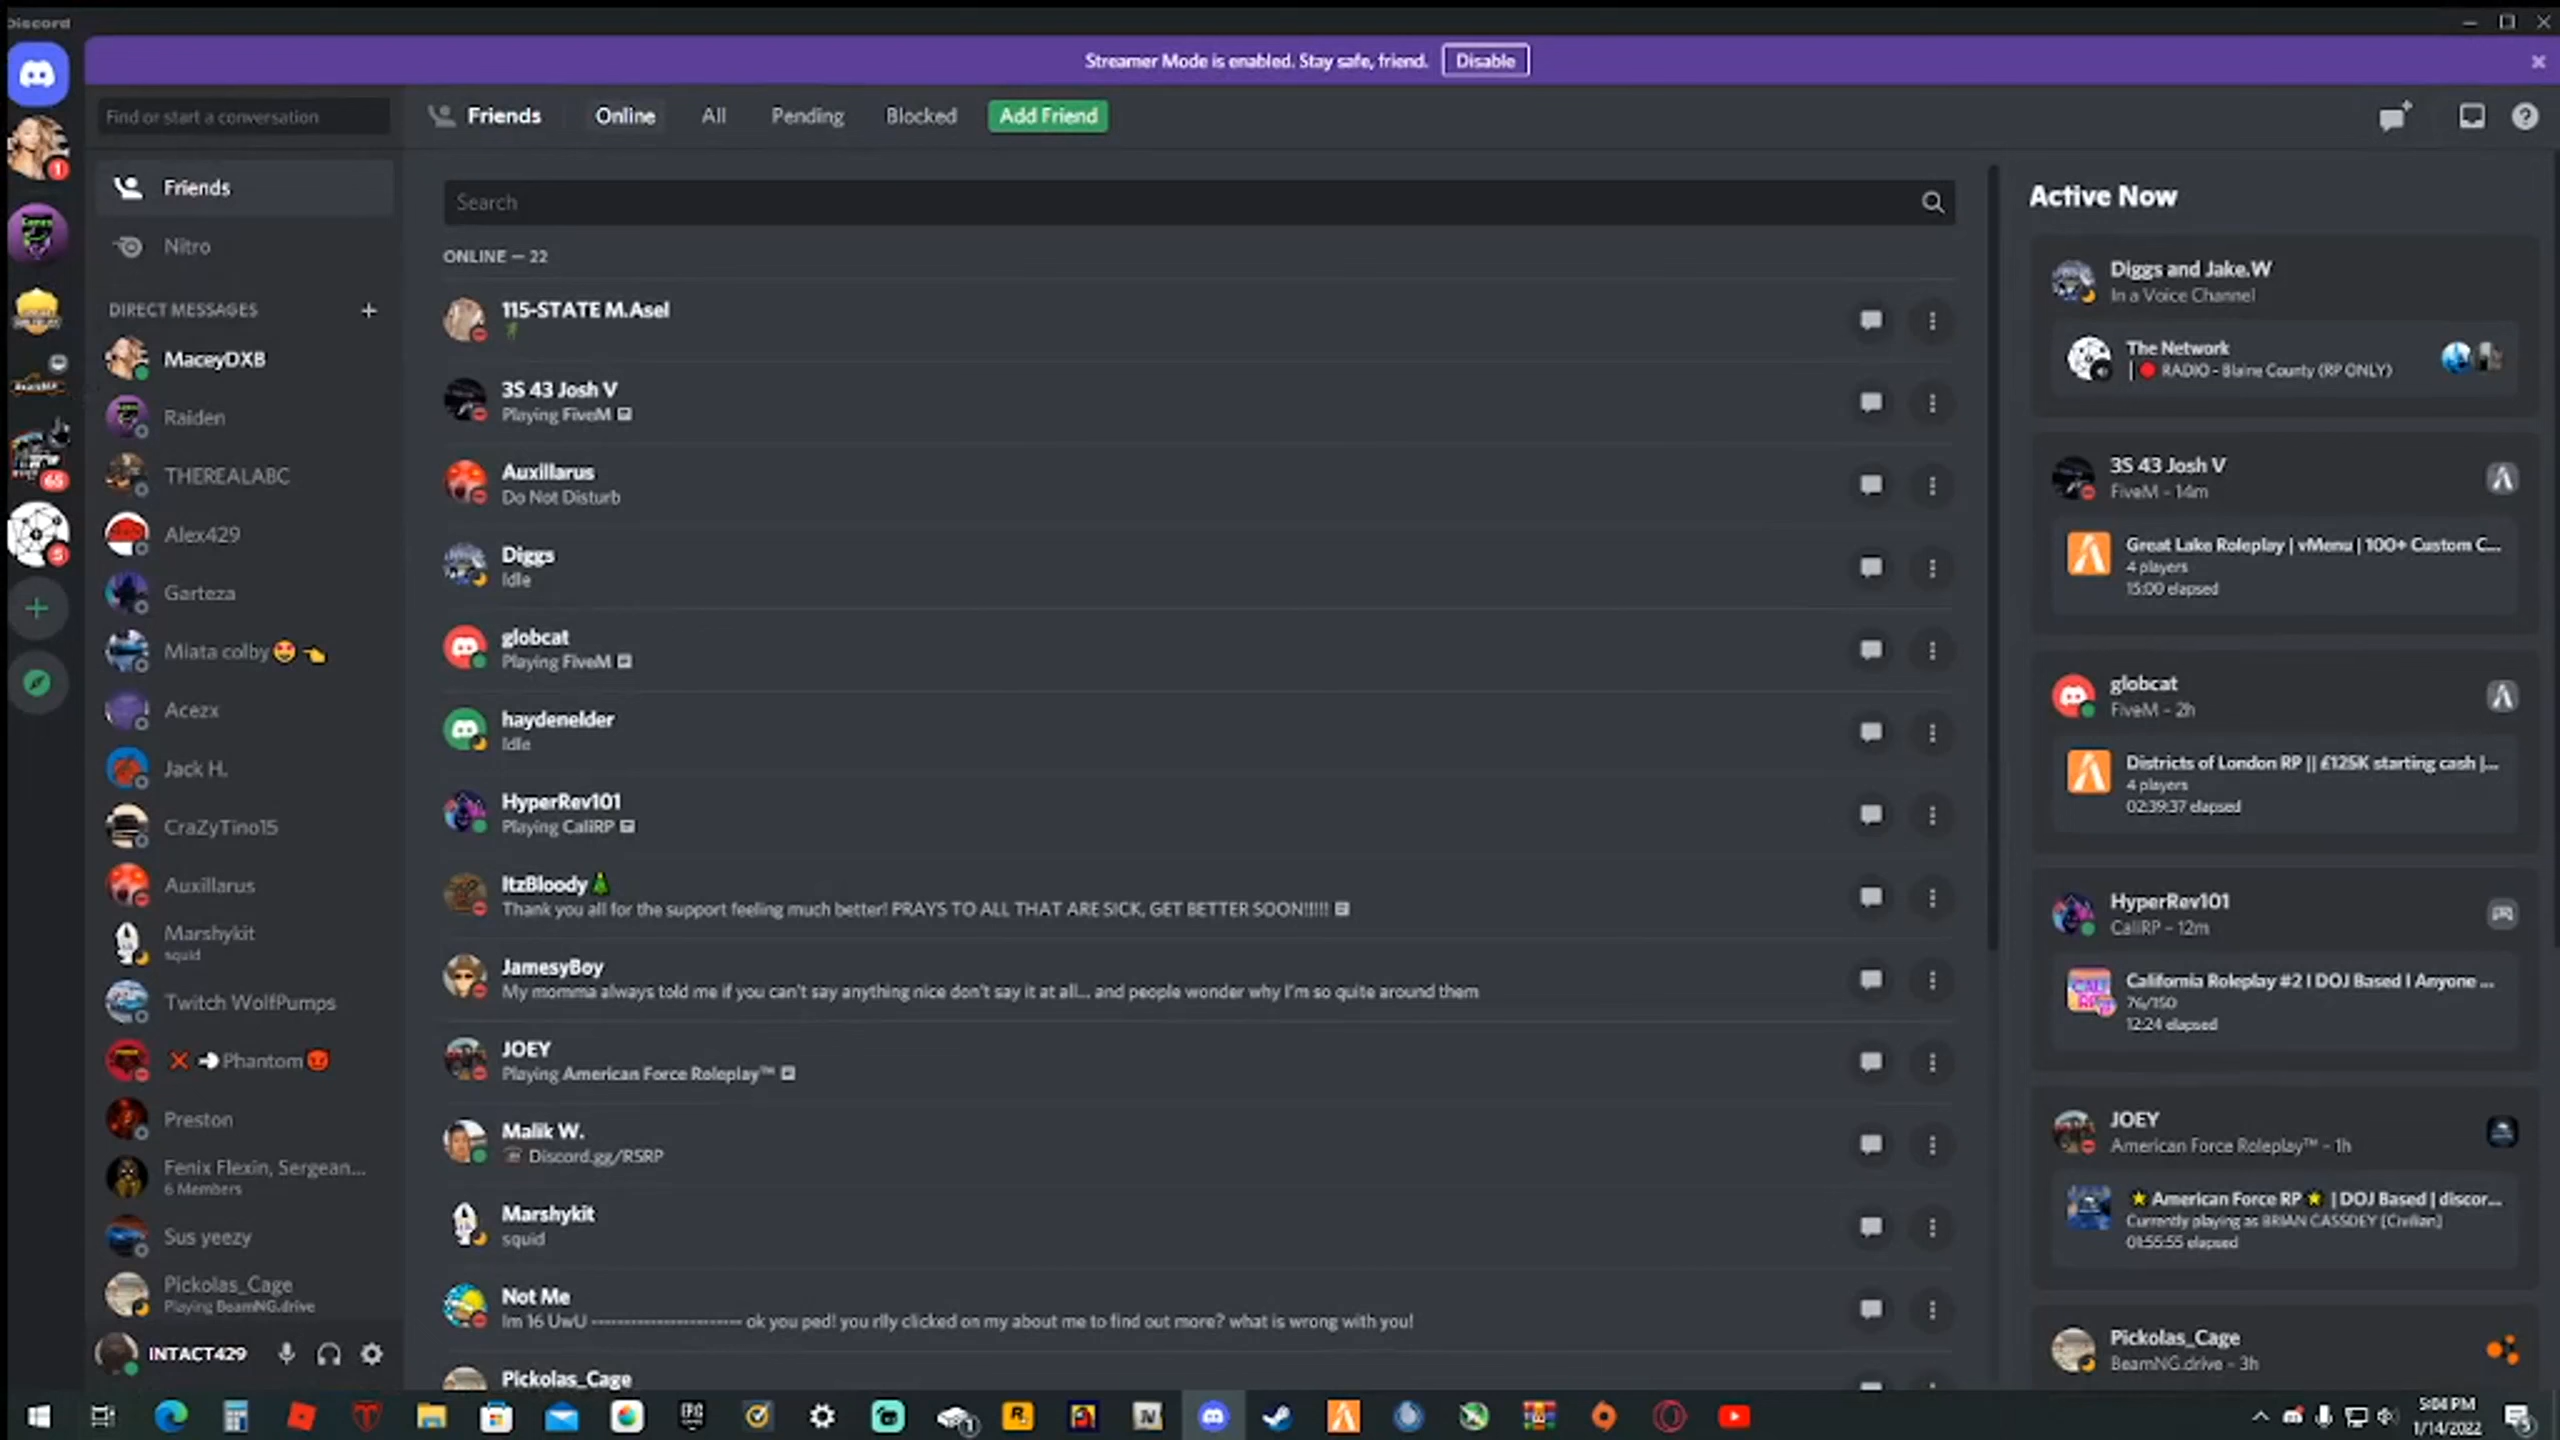 Discord
Streamer Mode is enabled. Stay safe, friend. Disable
Find or start a conversation
Friends
Online
All
Pending
Blocked
Add Friend
Friends
Nitro
DIRECT MESSAGES
MaceyDXB
Raiden
THEREALABC
Alex429
Garteza
Miata colby🤩 👈
Acezx
Jack H.
CraZyTino15
Auxillarus
Marshykit
squid
Twitch WolfPumps
❌ Phantom😈
Preston
Fenix Flexin, Sergean...
6 Members
Sus yeezy
Pickolas_Cage
Playing BeamNG.drive
INTACT429
1
65
5
Search
ONLINE — 22
115-STATE M.Asel
3S 43 Josh V
Playing FiveM
Auxillarus
Do Not Disturb
Diggs
Idle
globcat
Playing FiveM
haydenelder
Idle
HyperRev101
Playing CaliRP
ItzBloody🎄
Thank you all for the support feeling much better! PRAYS TO ALL THAT ARE SICK, GET BETTER SOON!!!!!
JamesyBoy
My momma always told me if you can't say anything nice don't say it at all... and people wonder why I'm so quite around them
JOEY
Playing American Force Roleplay™
Malik W.
Discord.gg/RSRP
Marshykit
squid
Not Me
Im 16 UwU ------------------------ ok you ped! you rlly clicked on my about me to find out more? what is wrong with you!
Pickolas_Cage
Active Now
Diggs and Jake.W
In a Voice Channel
The Network
| 🔴 RADIO - Blaine County (RP ONLY)
3S 43 Josh V
FiveM – 14m
Great Lake Roleplay | vMenu | 100+ Custom C...
4 players
15:00 elapsed
globcat
FiveM – 2h
Districts of London RP || £125K starting cash |...
4 players
02:39:37 elapsed
HyperRev101
CaliRP – 12m
California Roleplay #2 I DOJ Based I Anyone ...
76/150
12:24 elapsed
JOEY
American Force Roleplay™ – 1h
⭐ American Force RP ⭐ | DOJ Based | discor...
Currently playing as BRIAN CASSDEY [Civilian]
01:55:55 elapsed
Pickolas_Cage
BeamNG.drive – 3h
5:04 PM
1/14/2022